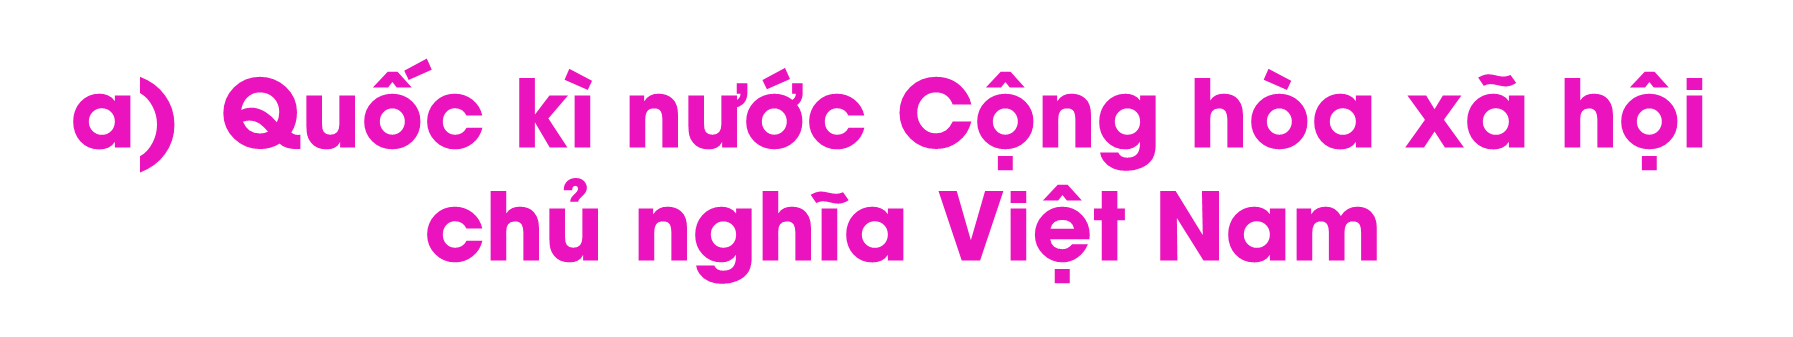 a) Quốc kì nước Cộng hòa xã hội
chủ nghĩa Việt Nam